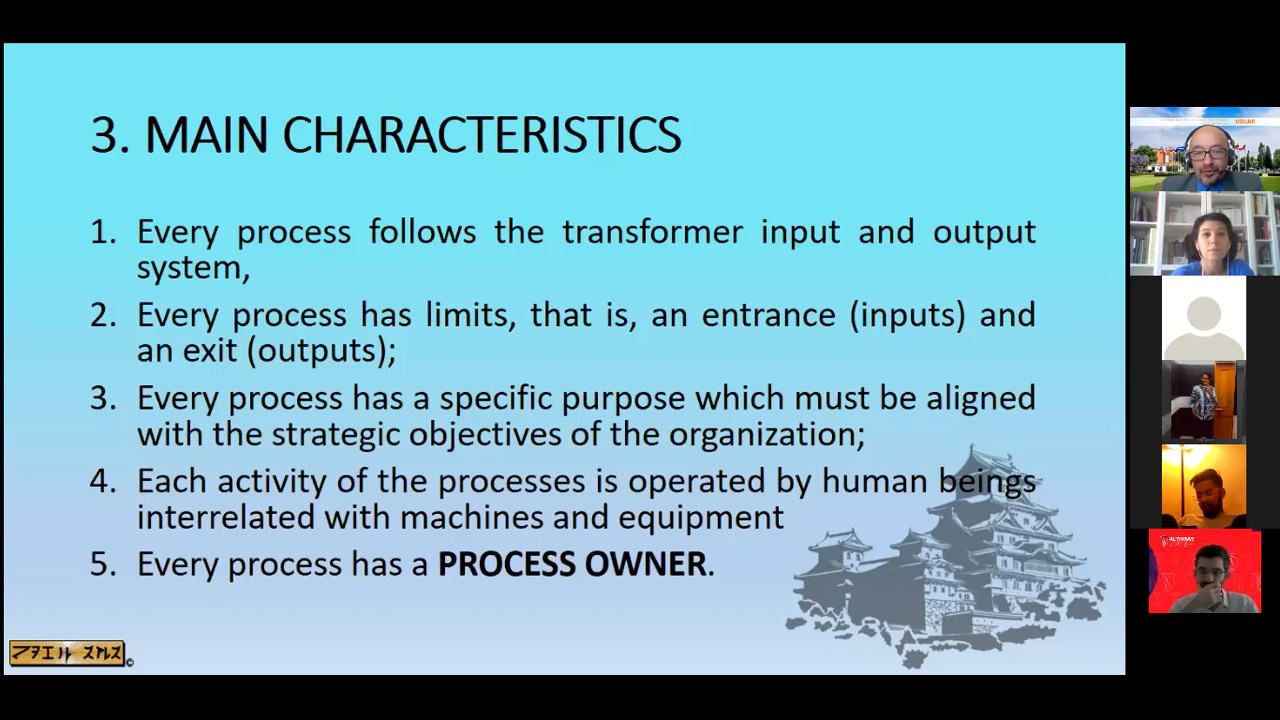 3. MAIN CHARACTERISTICS
1. Every process follows the transformer input and output
system,
2. Every process has limits, that is, an entrance (inputs) and
an exit (outputs);
3. Every process has a specific purpose which must be aligned
with the strategic objectives of the organization;
4. Each activity of the processes is operated by human beings
interrelated with machines and equipment
5. Every process has a PROCESS OWNER.
UDLAP
©